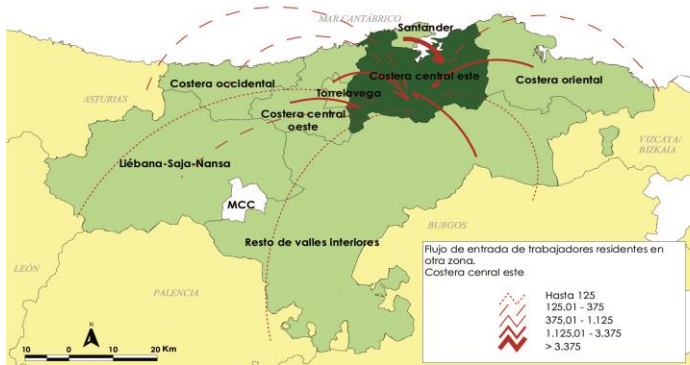 MAR CANTÁBRICO
Santander
Costera occidental
Costera central este
Costera oriental
ASTURIAS
Torrelavega
Costera central
oeste
VIZCAYA/
BIZKAIA
Liébana-Saja-Nansa
MCC
Resto de valles interiores
BURGOS
LEÓN
PALENCIA
Flujo de entrada de trabajadores residentes en
otra zona.
Costera cenral este
Hasta 125
125,01 - 375
375,01 - 1.125
1.125,01 - 3.375
> 3.375
N
10 0 10 20 Km